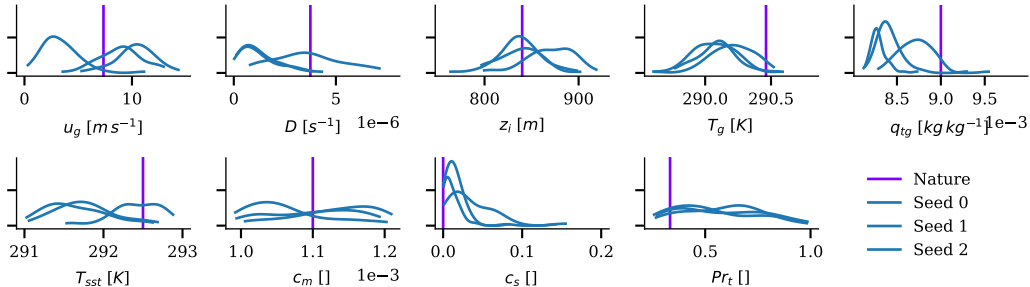 0 10
u_g [m s⁻¹]
0 5
1e−6
D [s⁻¹]
800 900
z_i [m]
290.0 290.5
T_g [K]
8.5 9.0 9.5
1e−3
q_tg [kg kg⁻¹]
291 292 293
T_sst [K]
1.0 1.1 1.2
1e−3
c_m []
0.0 0.1 0.2
c_s []
0.5 1.0
Pr_t []
Nature
Seed 0
Seed 1
Seed 2